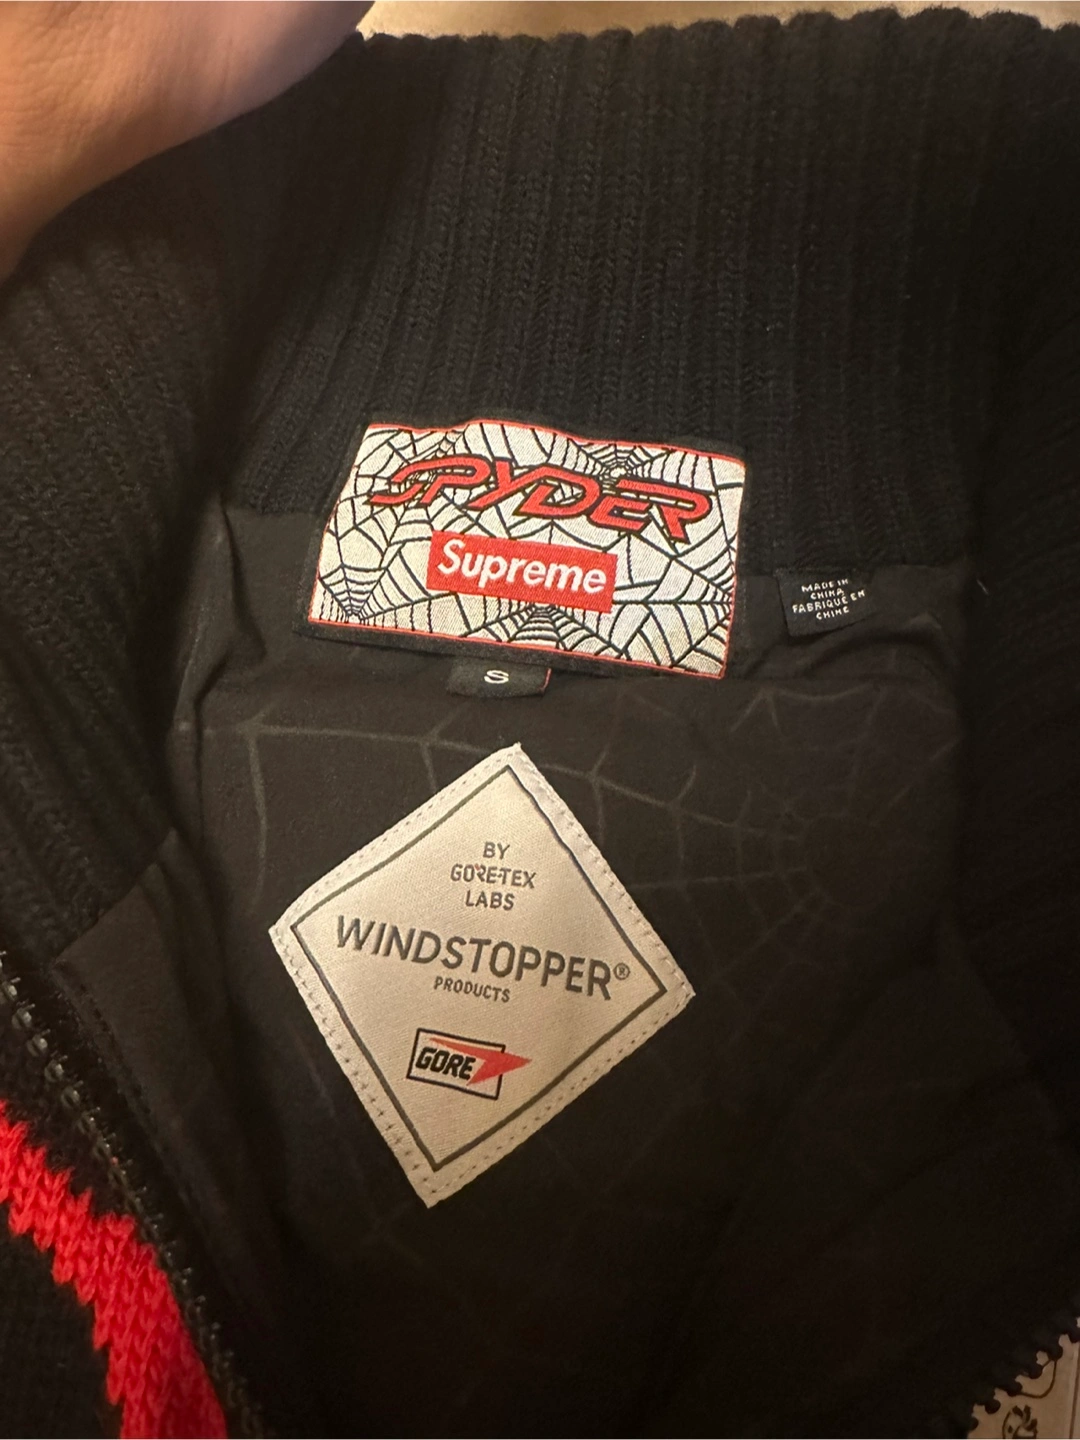 SPYDER
Supreme
S
MADE IN
CHINA
FABRIQUÉ EN
CHINE
BY
GORE-TEX
LABS
WINDSTOPPER®
PRODUCTS
GORE